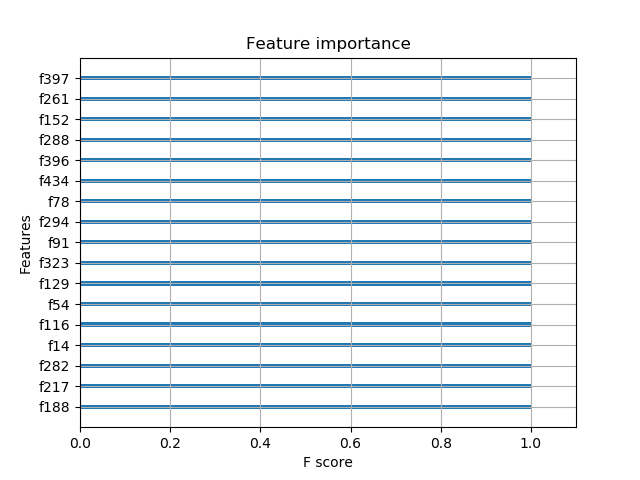 Feature importance
Features
f397
f261
f152
f288
f396
f434
f78
f294
f91
f323
f129
f54
f116
f14
f282
f217
f188
0.0 0.2 0.4 0.6 0.8 1.0
F score